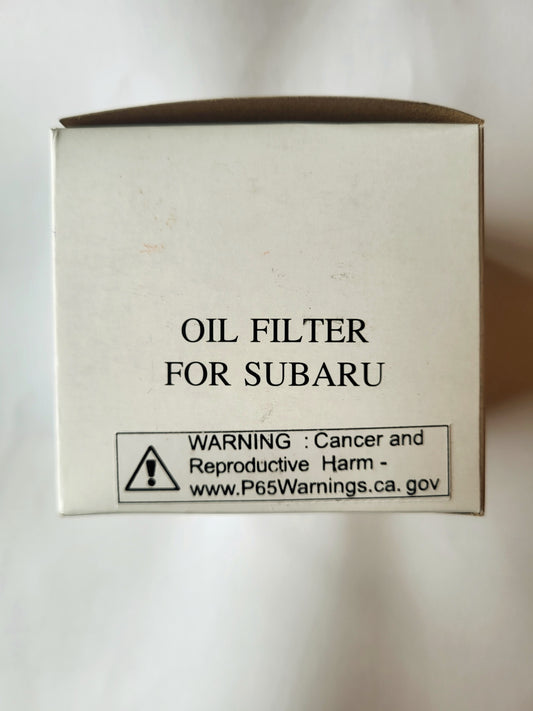 OIL FILTER
FOR SUBARU
WARNING : Cancer and
Reproductive Harm -
www.P65Warnings.ca. gov